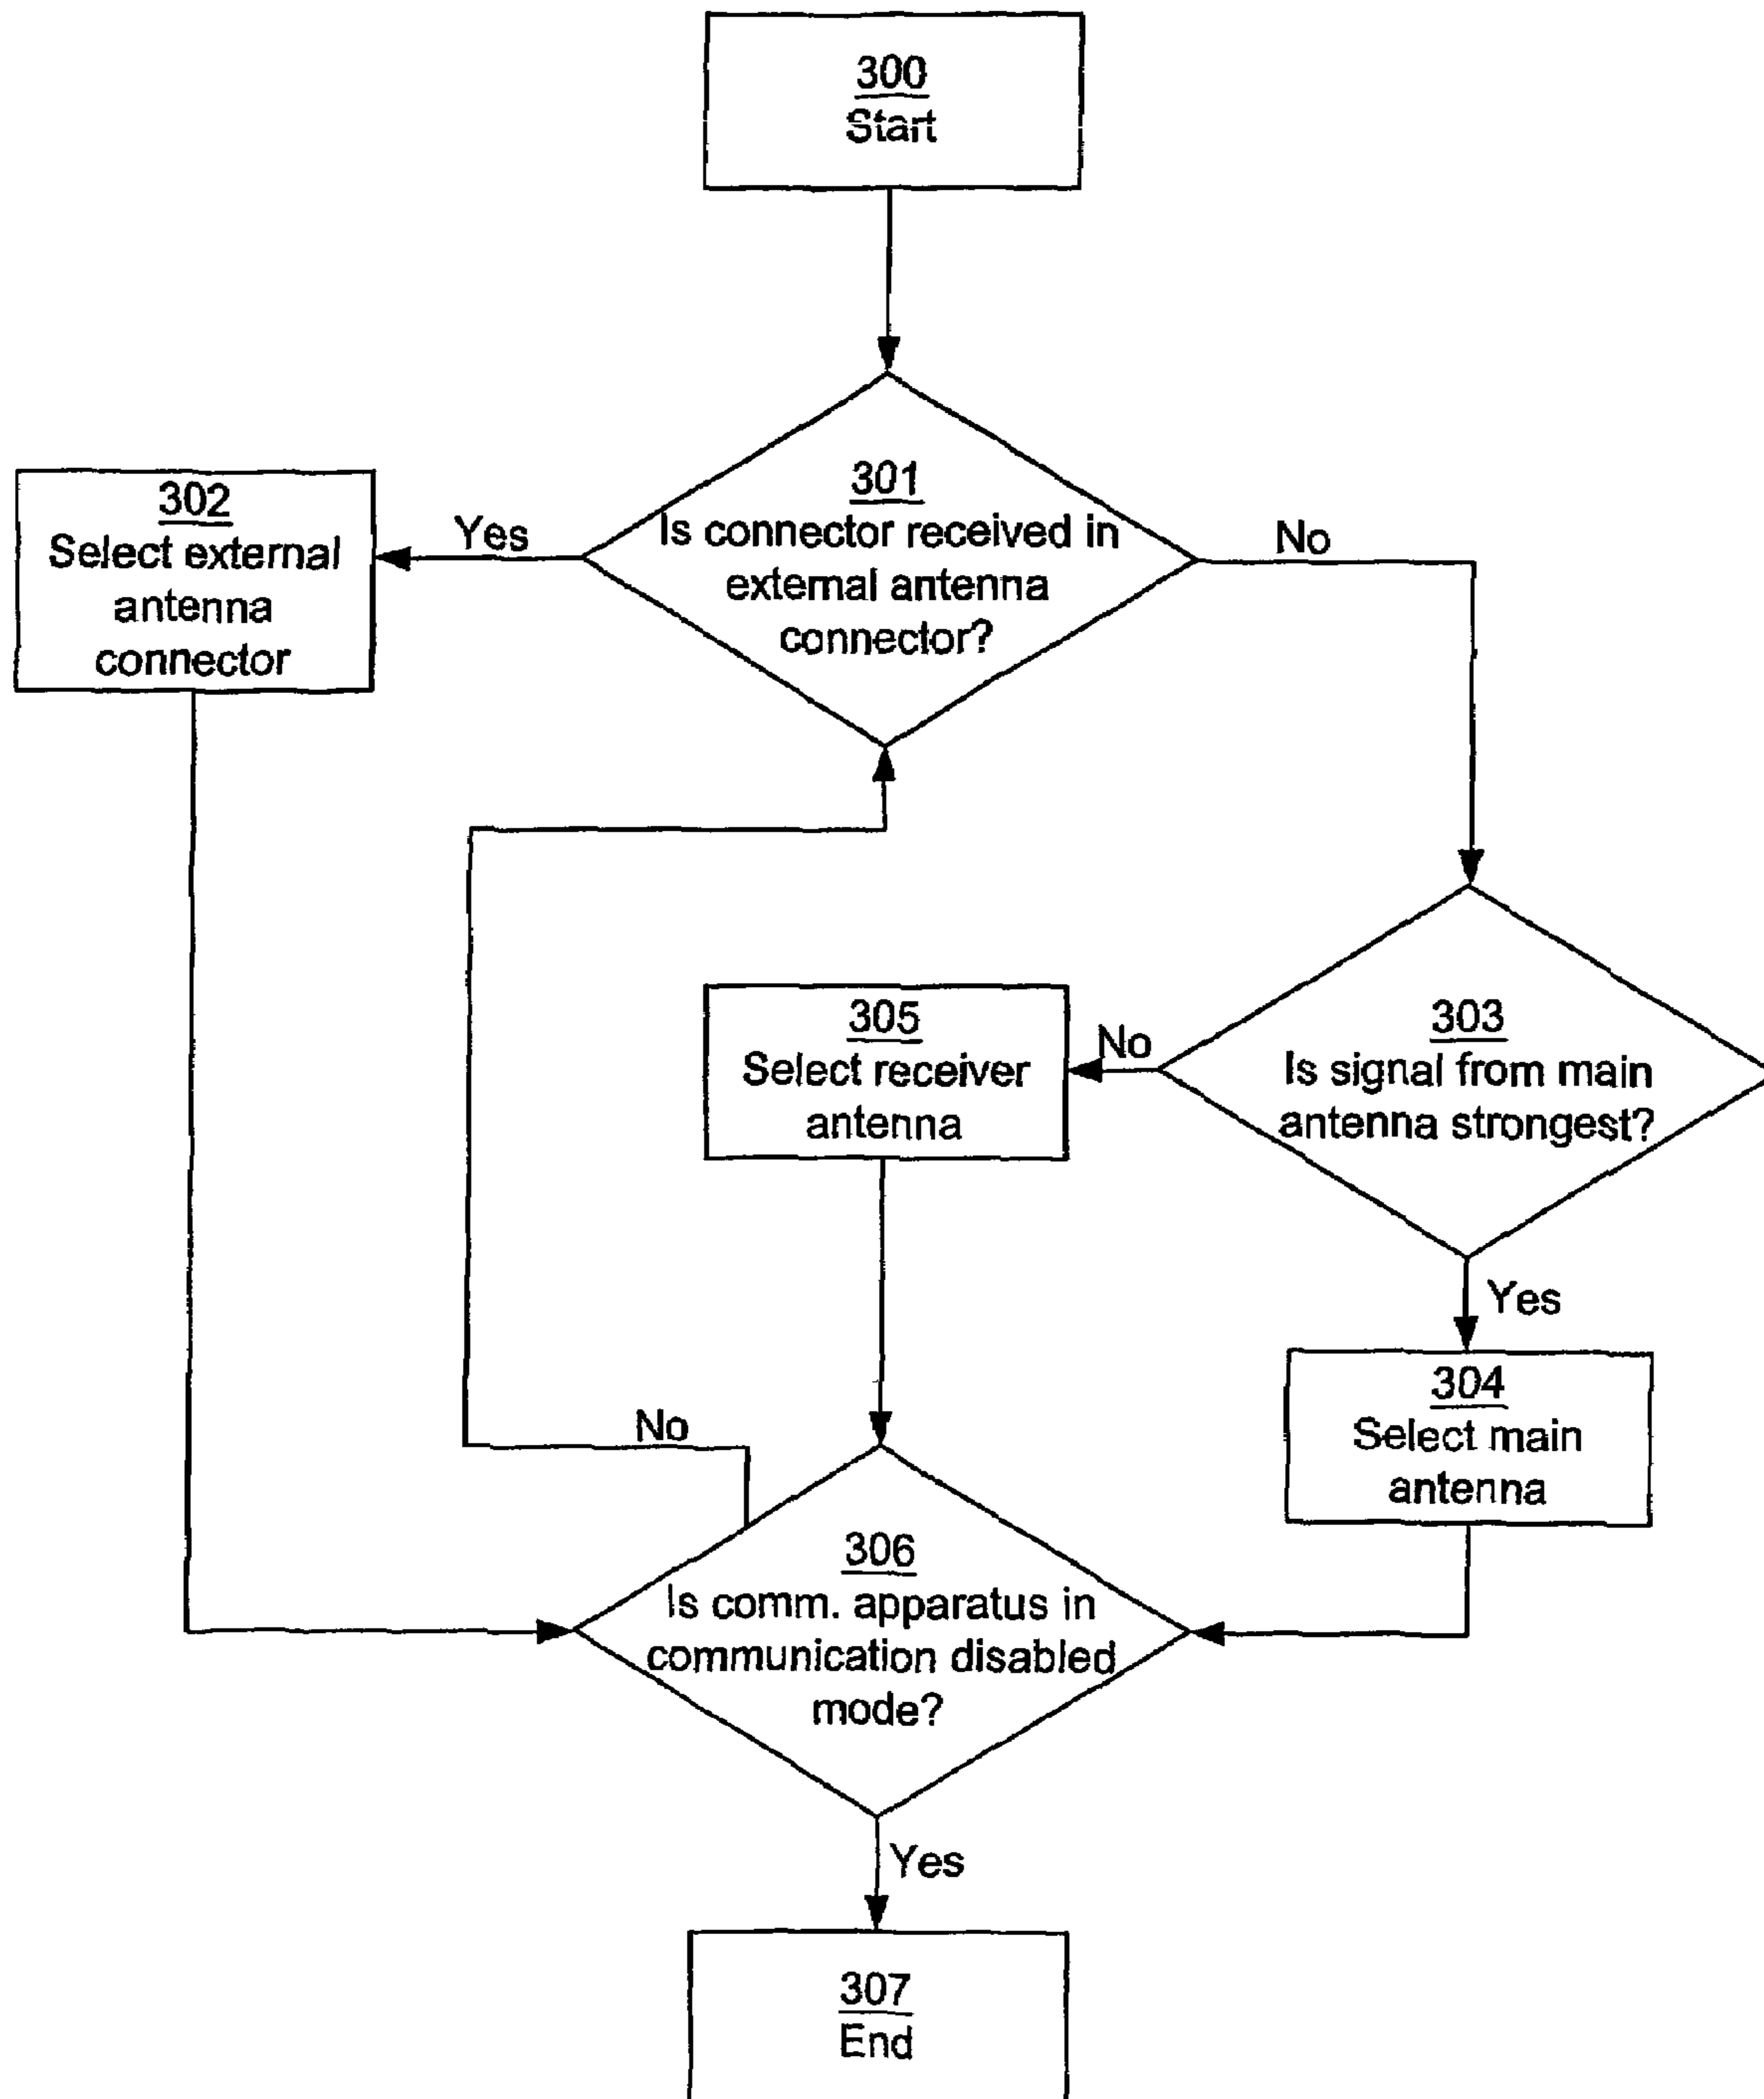 300
Start
301
Is connector received in
external antenna
connector?
Yes
No
302
Select external
antenna
connector
303
Is signal from main
antenna strongest?
No
305
Select receiver
antenna
Yes
304
Select main
antenna
No
306
Is comm. apparatus in
communication disabled
mode?
Yes
307
End